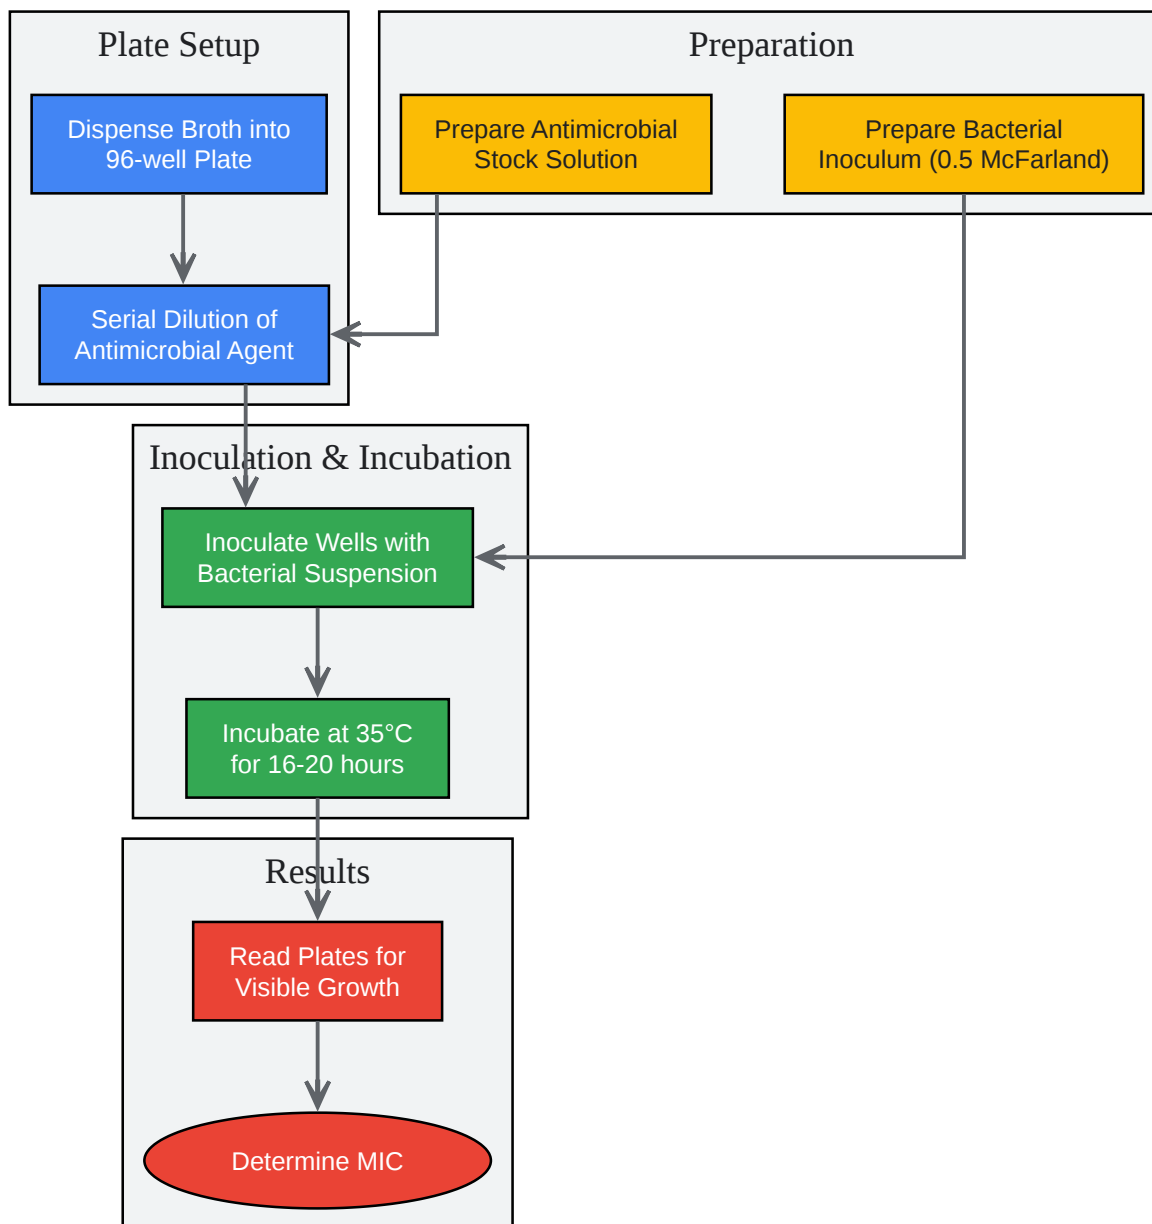 Plate Setup
Preparation
Dispense Broth into
96-well Plate
Prepare Antimicrobial
Stock Solution
Prepare Bacterial
Inoculum (0.5 McFarland)
Serial Dilution of
Antimicrobial Agent
Inoculation & Incubation
Inoculate Wells with
Bacterial Suspension
Incubate at 35°C
for 16-20 hours
Results
Read Plates for
Visible Growth
Determine MIC